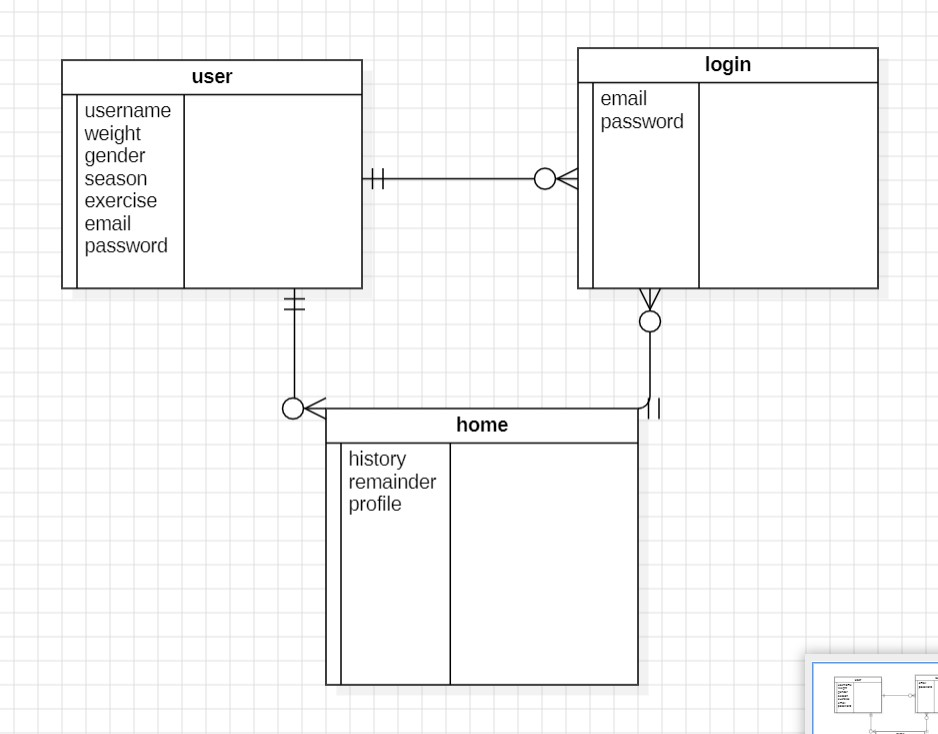 user
username
weight
gender
season
exercise
email
password
login
email
password
home
history
remainder
profile